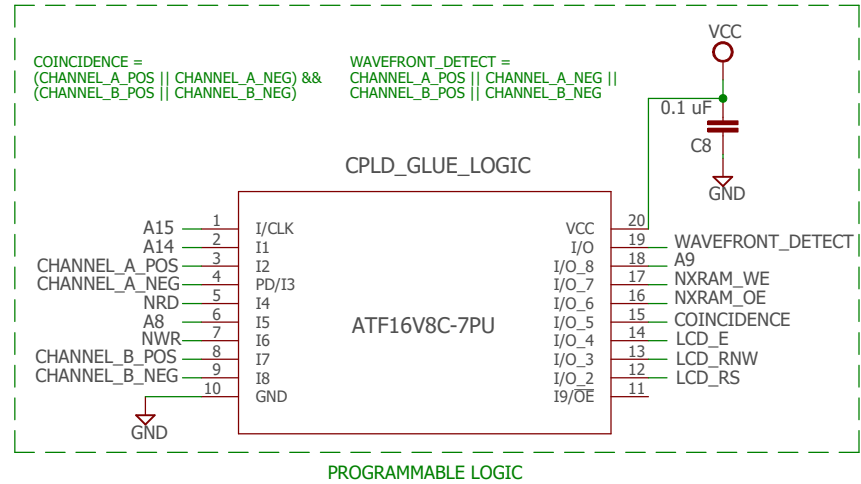 COINCIDENCE =
(CHANNEL_A_POS || CHANNEL_A_NEG) &&
(CHANNEL_B_POS || CHANNEL_B_NEG)
WAVEFRONT_DETECT =
CHANNEL_A_POS || CHANNEL_A_NEG ||
CHANNEL_B_POS || CHANNEL_B_NEG
VCC
0.1 uF
C8
GND
CPLD_GLUE_LOGIC
ATF16V8C-7PU
A15 1 I/CLK
A14 2 I1
CHANNEL_A_POS 3 I2
CHANNEL_A_NEG 4 PD/I3
NRD 5 I4
A8 6 I5
NWR 7 I6
CHANNEL_B_POS 8 I7
CHANNEL_B_NEG 9 I8
10 GND
GND
VCC 20
I/O 19 WAVEFRONT_DETECT
I/O_8 18 A9
I/O_7 17 NXRAM_WE
I/O_6 16 NXRAM_OE
I/O_5 15 COINCIDENCE
I/O_4 14 LCD_E
I/O_3 13 LCD_RNW
I/O_2 12 LCD_RS
I9/OE 11
PROGRAMMABLE LOGIC